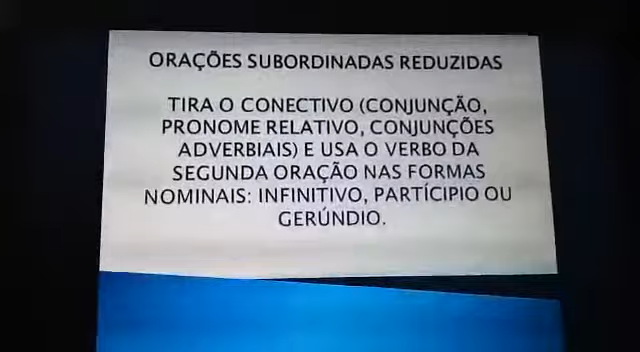 ORAÇÕES SUBORDINADAS REDUZIDAS
TIRA O CONECTIVO (CONJUNÇÃO,
PRONOME RELATIVO, CONJUNÇÕES
ADVERBIAIS) E USA O VERBO DA
SEGUNDA ORAÇÃO NAS FORMAS
NOMINAIS: INFINITIVO, PARTÍCIPIO OU
GERÚNDIO.